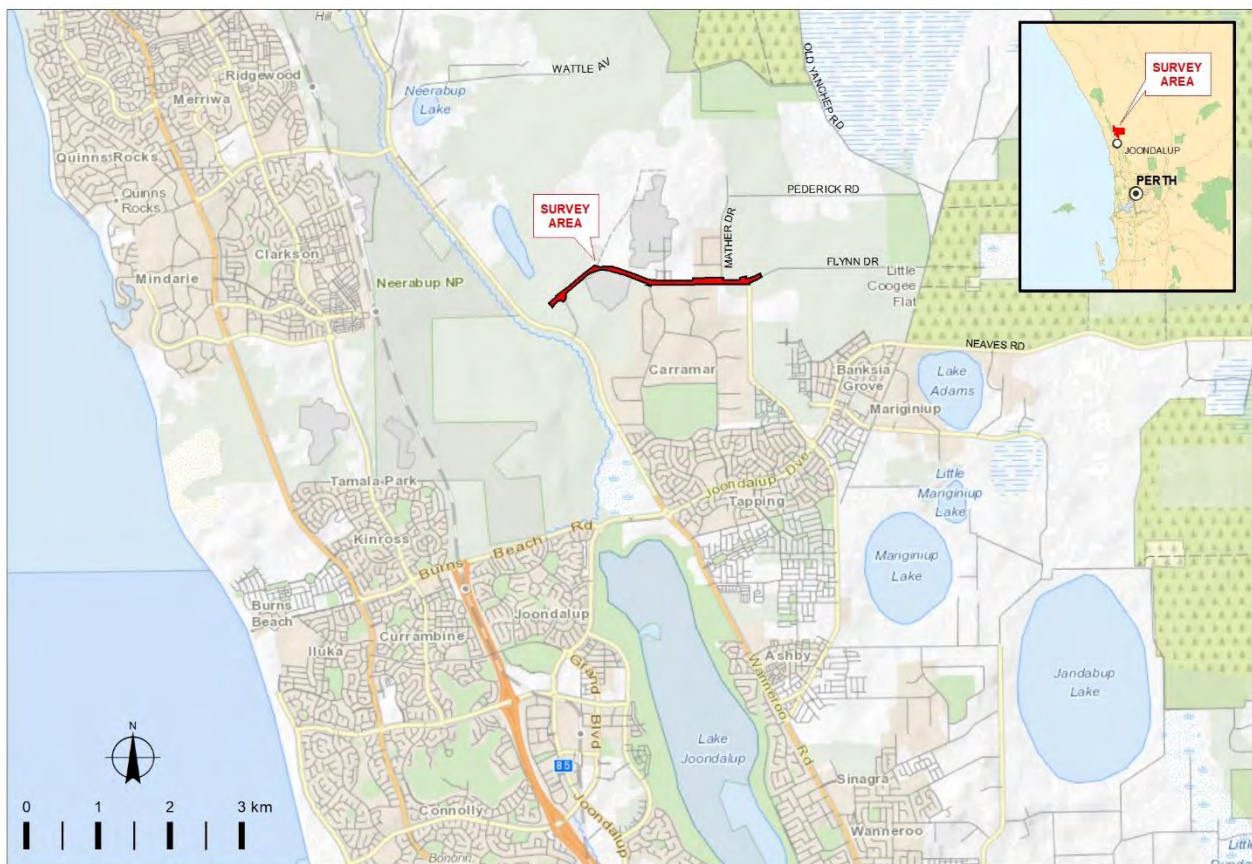 Hill
WATTLE AV
OLD YANCHEP RD
Ridgewood
Neerabup
Lake
Merriwa
Quinns Rocks
Quinns
Rocks
PEDERICK RD
SURVEY
AREA
MATHER DR
Clarkson
FLYNN DR
Mindarie
Neerabup NP
Little
Coogee
Flat
NEAVES RD
Carramar
Banksia
Grove
Lake
Adams
Mariginiup
Joondalup Dve
Tamala Park
Tapping
Little
Mariginiup
Lake
Kinross
Burns Beach Rd
Mariginiup
Lake
Burns
Beach
Joondalup
Currambine
Iluka
Ashby
Grand Blvd
Wanneroo Rd
Jandabup
Lake
Lake
Joondalup
N
85
Sinagra
0 1 2 3 km
Connolly
Joondalup
Wanneroo
SURVEY
AREA
JOONDALUP
PERTH